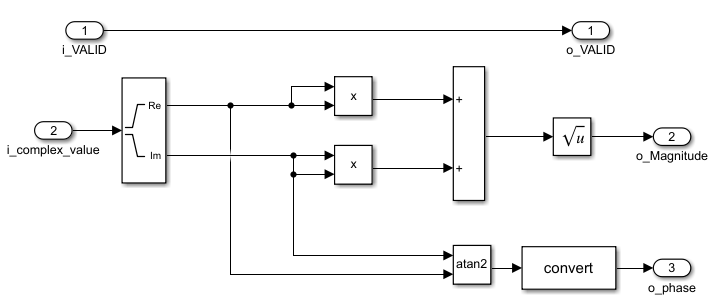 1
i_VALID
1
o_VALID
2
i_complex_value
Re
Im
x
x
+
+
√u
2
o_Magnitude
atan2
convert
3
o_phase